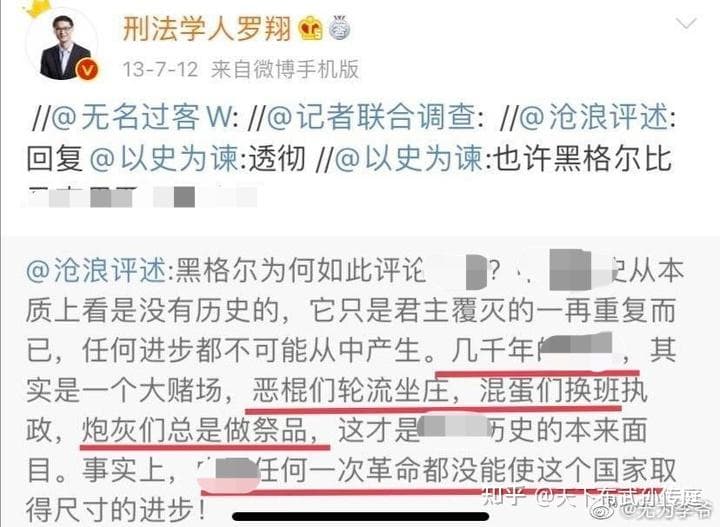 刑法学人罗翔
13-7-12 来自微博手机版
//@无名过客W: //@记者联合调查: //@沧浪评述:
回复@以史为谏:透彻 //@以史为谏:也许黑格尔比
@沧浪评述:黑格尔为何如此评论 ? 史从本
质上看是没有历史的，它只是君主覆灭的一再重复而
已，任何进步都不可能从中产生。几千年 ，其
实是一个大赌场，恶棍们轮流坐庄，混蛋们换班执
政，炮灰们总是做祭品，这才是 历史的本来面
目。事实上， 任何一次革命都没能使这个国家取
得尺寸的进步！
知乎 @天下布武孙传庭
@无为李爷